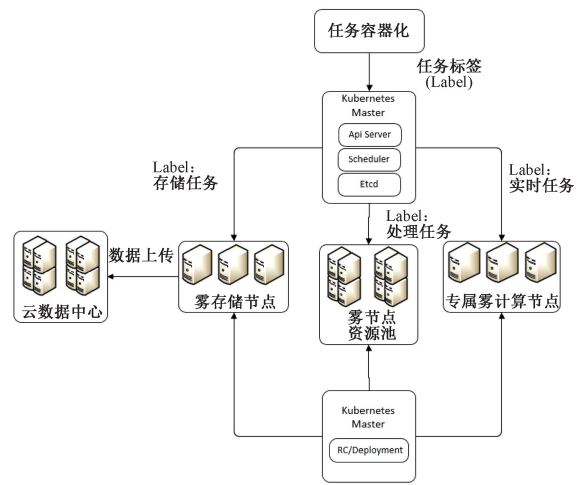 任务容器化
任务标签
(Label)
Kubernetes
Master
Api Server
Scheduler
Etcd
Label：
存储任务
Label：
处理任务
Label：
实时任务
数据上传
云数据中心
雾存储节点
雾节点
资源池
专属雾计算节点
Kubernetes
Master
RC/Deployment